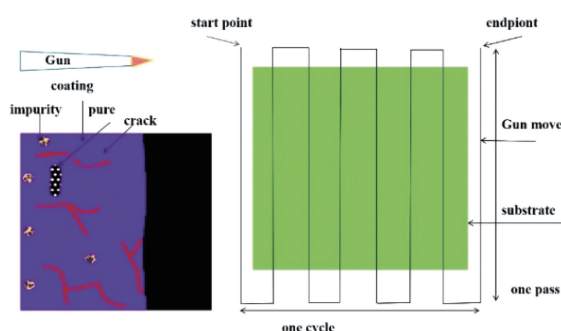 start point
endpiont
Gun
coating
impurity
pure
crack
Gun move
substrate
one pass
one cycle